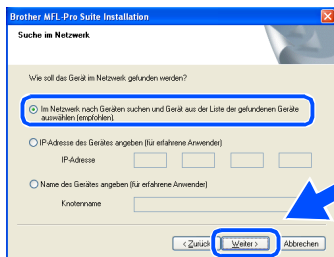 Brother MFL-Pro Suite Installation
Suche im Netzwerk
Wie soll das Gerät im Netzwerk gefunden werden?
Im Netzwerk nach Geräten suchen und Gerät aus der Liste der gefundenen Geräte
auswählen (empfohlen).
IP-Adresse des Gerätes angeben (für erfahrene Anwender)
IP-Adresse
Name des Gerätes angeben (für erfahrene Anwender)
Knotenname
< Zurück Weiter > Abbrechen